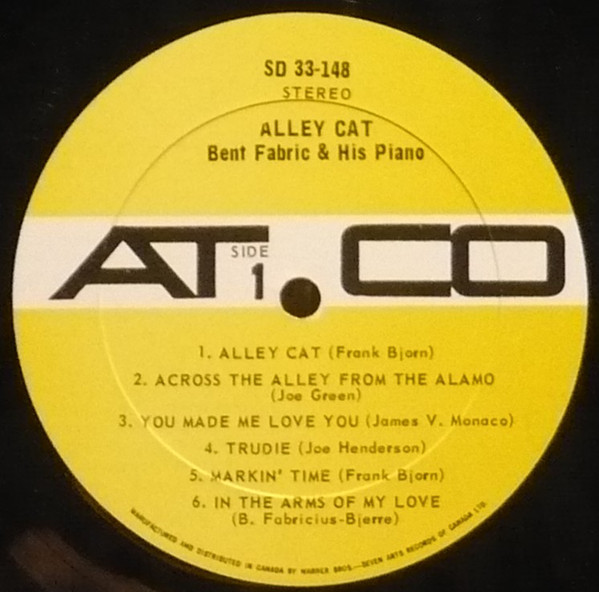 SD 33-148
STEREO
ALLEY CAT
Bent Fabric & His Piano
AT.CO
SIDE
1
1. ALLEY CAT (Frank Bjorn)
2. ACROSS THE ALLEY FROM THE ALAMO
(Joe Green)
3. YOU MADE ME LOVE YOU (James V. Monaco)
4. TRUDIE (Joe Henderson)
5. MARKIN' TIME (Frank Bjorn)
6. IN THE ARMS OF MY LOVE
(B. Fabricius-Bjerre)
MANUFACTURED AND DISTRIBUTED IN CANADA BY WARNER BROS.—SEVEN ARTS RECORDS OF CANADA LTD.